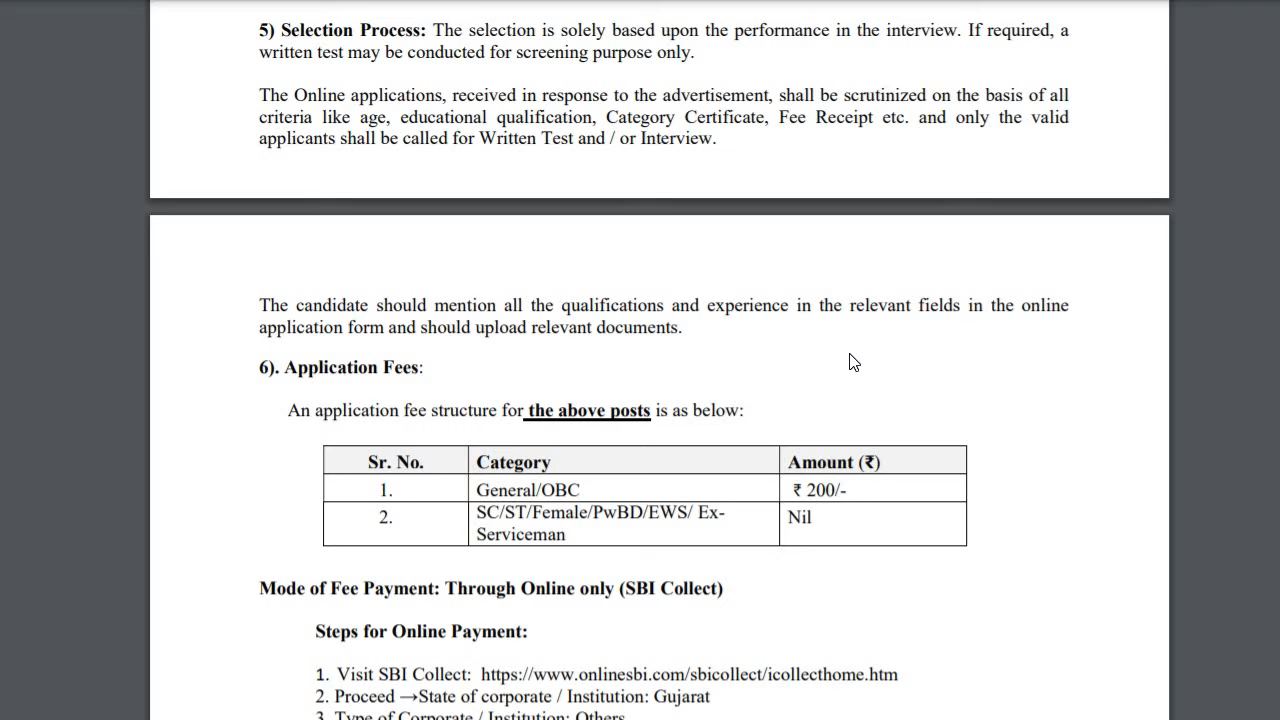 5) Selection Process: The selection is solely based upon the performance in the interview. If required, a
written test may be conducted for screening purpose only.
The Online applications, received in response to the advertisement, shall be scrutinized on the basis of all
criteria like age, educational qualification, Category Certificate, Fee Receipt etc. and only the valid
applicants shall be called for Written Test and / or Interview.
The candidate should mention all the qualifications and experience in the relevant fields in the online
application form and should upload relevant documents.
6). Application Fees:
An application fee structure for the above posts is as below:
Sr. No. Category Amount (₹)
1. General/OBC ₹ 200/-
2. SC/ST/Female/PwBD/EWS/ Ex-
Serviceman Nil
Mode of Fee Payment: Through Online only (SBI Collect)
Steps for Online Payment:
1. Visit SBI Collect: https://www.onlinesbi.com/sbicollect/icollecthome.htm
2. Proceed →State of corporate / Institution: Gujarat
3. Type of Corporate / Institution: Others